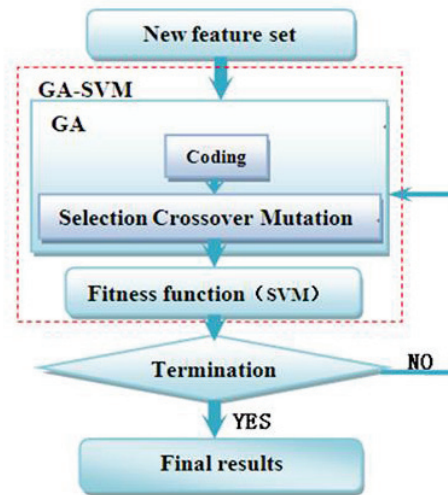 New feature set
GA-SVM
GA
Coding
Selection Crossover Mutation
Fitness function（SVM）
Termination
NO
YES
Final results